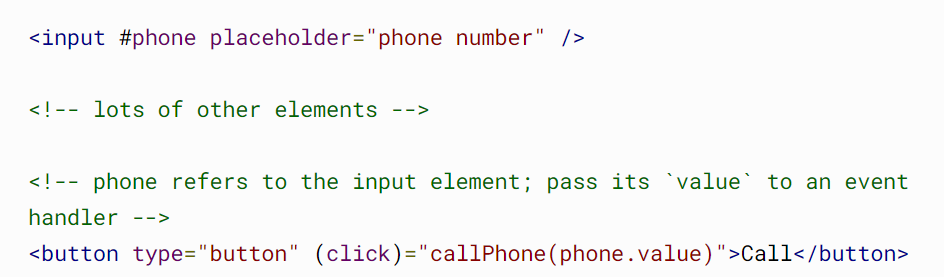 <input #phone placeholder="phone number" />
<!-- lots of other elements -->
<!-- phone refers to the input element; pass its `value` to an event
handler -->
<button type="button" (click)="callPhone(phone.value)">Call</button>